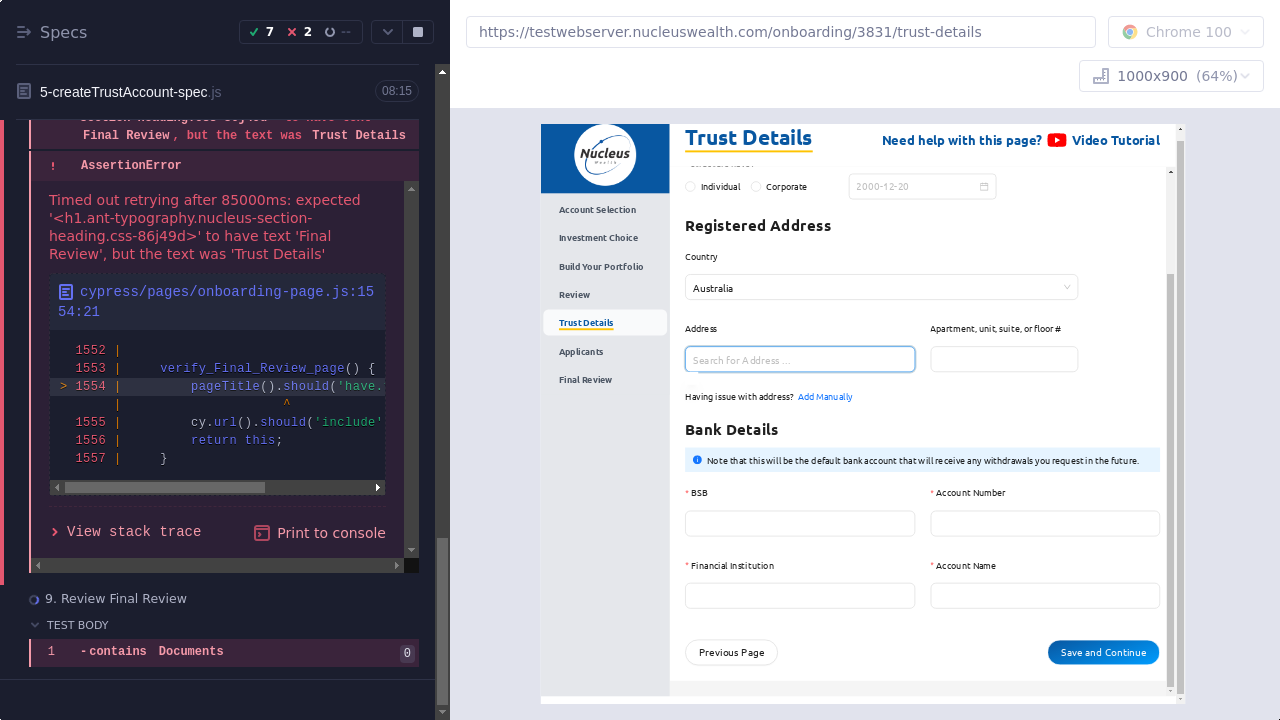 Specs
7
2
--
5-createTrustAccount-spec.js
08:15
Final Review, but the text was Trust Details
! AssertionError
Timed out retrying after 85000ms: expected
'<h1.ant-typography.nucleus-section-
heading.css-86j49d>' to have text 'Final
Review', but the text was 'Trust Details'
cypress/pages/onboarding-page.js:15
54:21
1552 |
1553 | verify_Final_Review_page() {
> 1554 | pageTitle().should('have.
| ^
1555 | cy.url().should('include'
1556 | return this;
1557 | }
View stack trace
Print to console
9. Review Final Review
TEST BODY
1 -contains Documents 0
https://testwebserver.nucleuswealth.com/onboarding/3831/trust-details
Chrome 100
1000x900 (64%)
Nucleus
Wealth
Account Selection
Investment Choice
Build Your Portfolio
Review
Trust Details
Applicants
Final Review
Trust Details
Need help with this page? Video Tutorial
Individual
Corporate
2000-12-20
Registered Address
Country
Australia
Address
Apartment, unit, suite, or floor #
Search for Address ...
Having issue with address? Add Manually
Bank Details
Note that this will be the default bank account that will receive any withdrawals you request in the future.
* BSB
* Account Number
* Financial Institution
* Account Name
Previous Page
Save and Continue